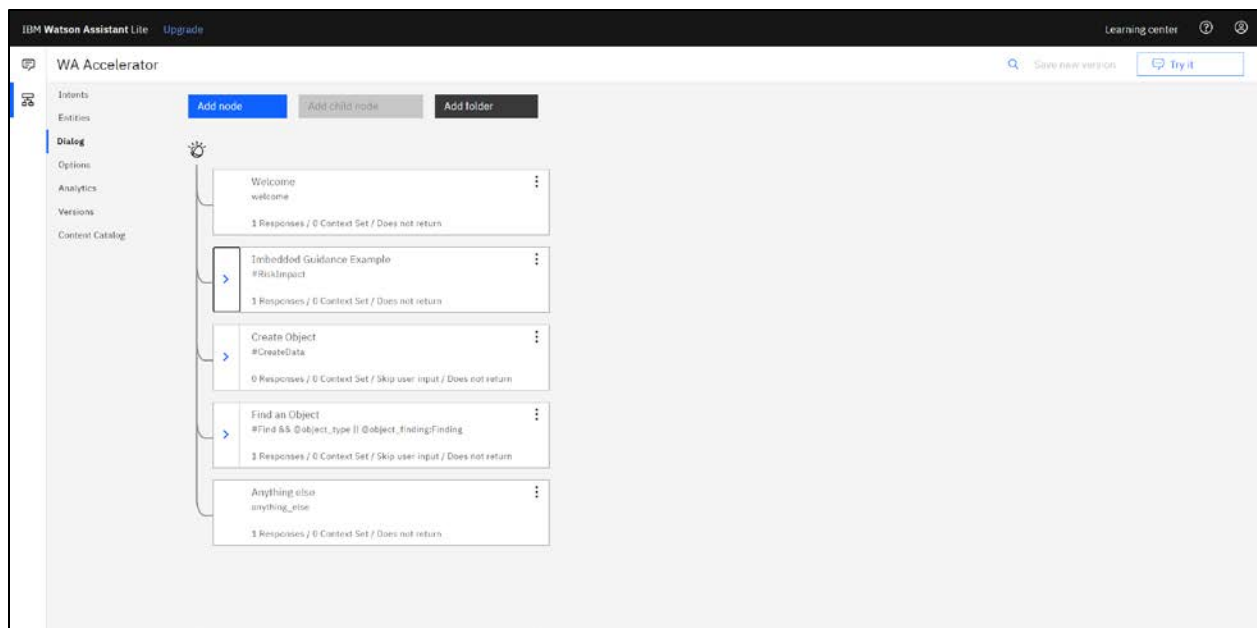 IBM Watson Assistant Lite Upgrade Learning center
WA Accelerator Save new version Try it
Intents
Entities
Dialog
Options
Analytics
Versions
Content Catalog
Add node Add child node Add folder
Welcome
welcome
1 Responses / 0 Context Set / Does not return
Imbedded Guidance Example
#RiskImpact
1 Responses / 0 Context Set / Does not return
Create Object
#CreateData
0 Responses / 0 Context Set / Skip user input / Does not return
Find an Object
#Find && @object_type || @object_finding:Finding
1 Responses / 0 Context Set / Skip user input / Does not return
Anything else
anything_else
1 Responses / 0 Context Set / Does not return